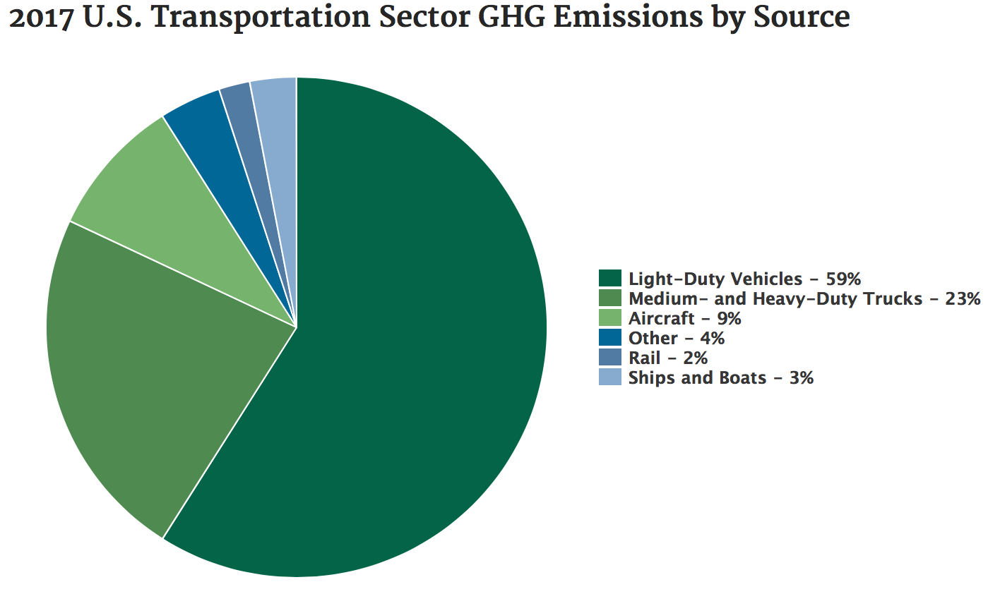 2017 U.S. Transportation Sector GHG Emissions by Source
Light-Duty Vehicles - 59%
Medium- and Heavy-Duty Trucks - 23%
Aircraft - 9%
Other - 4%
Rail - 2%
Ships and Boats - 3%